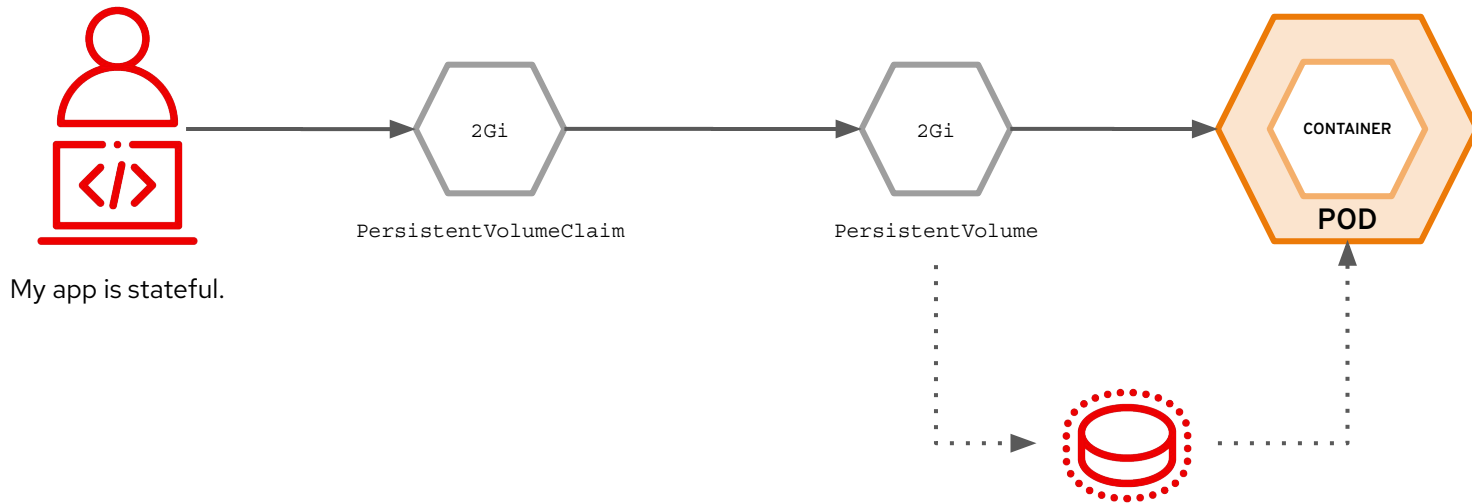 2Gi
2Gi
CONTAINER
POD
PersistentVolumeClaim
PersistentVolume
My app is stateful.